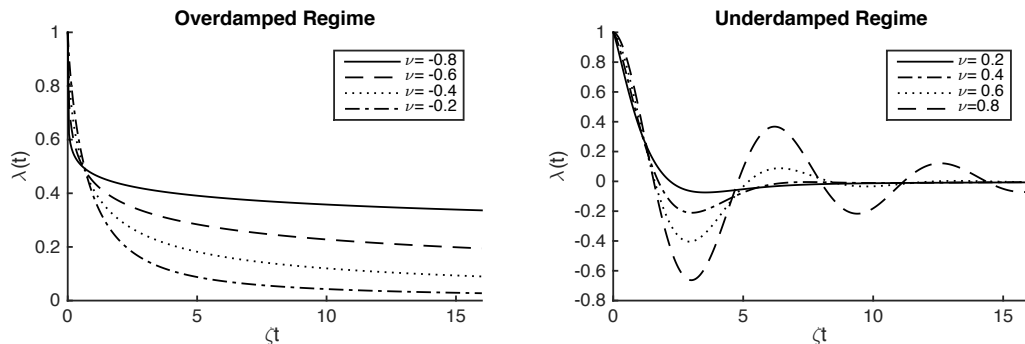 Overdamped Regime
1
0.8
0.6
0.4
0.2
0
0 5 10 15
λ(t)
ζt
ν= -0.8
ν= -0.6
ν= -0.4
ν= -0.2
Underdamped Regime
1
0.8
0.6
0.4
0.2
0
-0.2
-0.4
-0.6
-0.8
0 5 10 15
λ(t)
ζt
ν= 0.2
ν= 0.4
ν= 0.6
ν=0.8